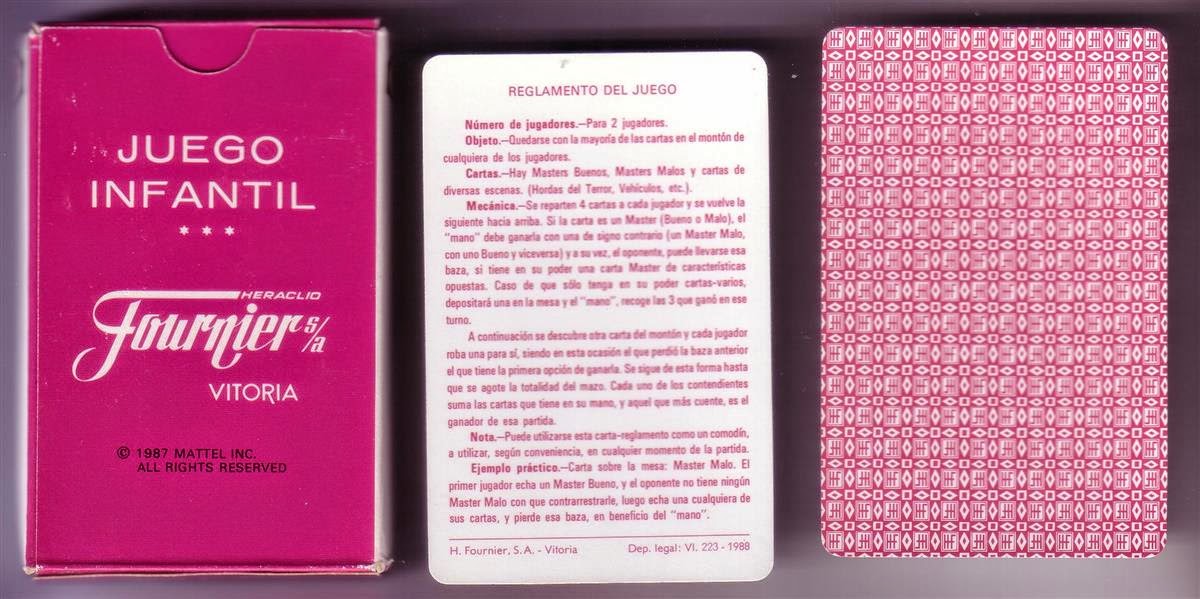 JUEGO
INFANTIL
***
HERACLIO
Fournier s/a
VITORIA
© 1987 MATTEL INC.
ALL RIGHTS RESERVED
REGLAMENTO DEL JUEGO
Número de jugadores.—Para 2 jugadores.
Objeto.—Quedarse con la mayoría de las cartas en el montón de
cualquiera de los jugadores.
Cartas.—Hay Masters Buenos, Masters Malos y cartas de
diversas escenas. (Hordas del Terror, Vehículos, etc.).
Mecánica.—Se reparten 4 cartas a cada jugador y se vuelve la
siguiente hacia arriba. Si la carta es un Master (Bueno o Malo), el
"mano" debe ganarla con una de signo contrario (un Master Malo,
con uno Bueno y viceversa) y a su vez, el oponente, puede llevarse esa
baza, si tiene en su poder una carta Master de características
opuestas. Caso de que sólo tenga en su poder cartas-varios,
depositará una en la mesa y el "mano", recoge las 3 que ganó en ese
turno.
A continuación se descubre otra carta del montón y cada jugador
roba una para sí, siendo en esta ocasión el que perdió la baza anterior
el que tiene la primera opción de ganarla. Se sigue de esta forma hasta
que se agote la totalidad del mazo. Cada uno de los contendientes
suma las cartas que tiene en su mano, y aquel que más cuente, es el
ganador de esa partida.
Nota.—Puede utilizarse esta carta-reglamento como un comodín,
a utilizar, según conveniencia, en cualquier momento de la partida.
Ejemplo práctico.—Carta sobre la mesa: Master Malo. El
primer jugador echa un Master Bueno, y el oponente no tiene ningún
Master Malo con que contrarrestrarle, luego echa una cualquiera de
sus cartas, y pierde esa baza, en beneficio del "mano".
H. Fournier, S.A. - Vitoria Dep. legal: VI. 223 - 1988